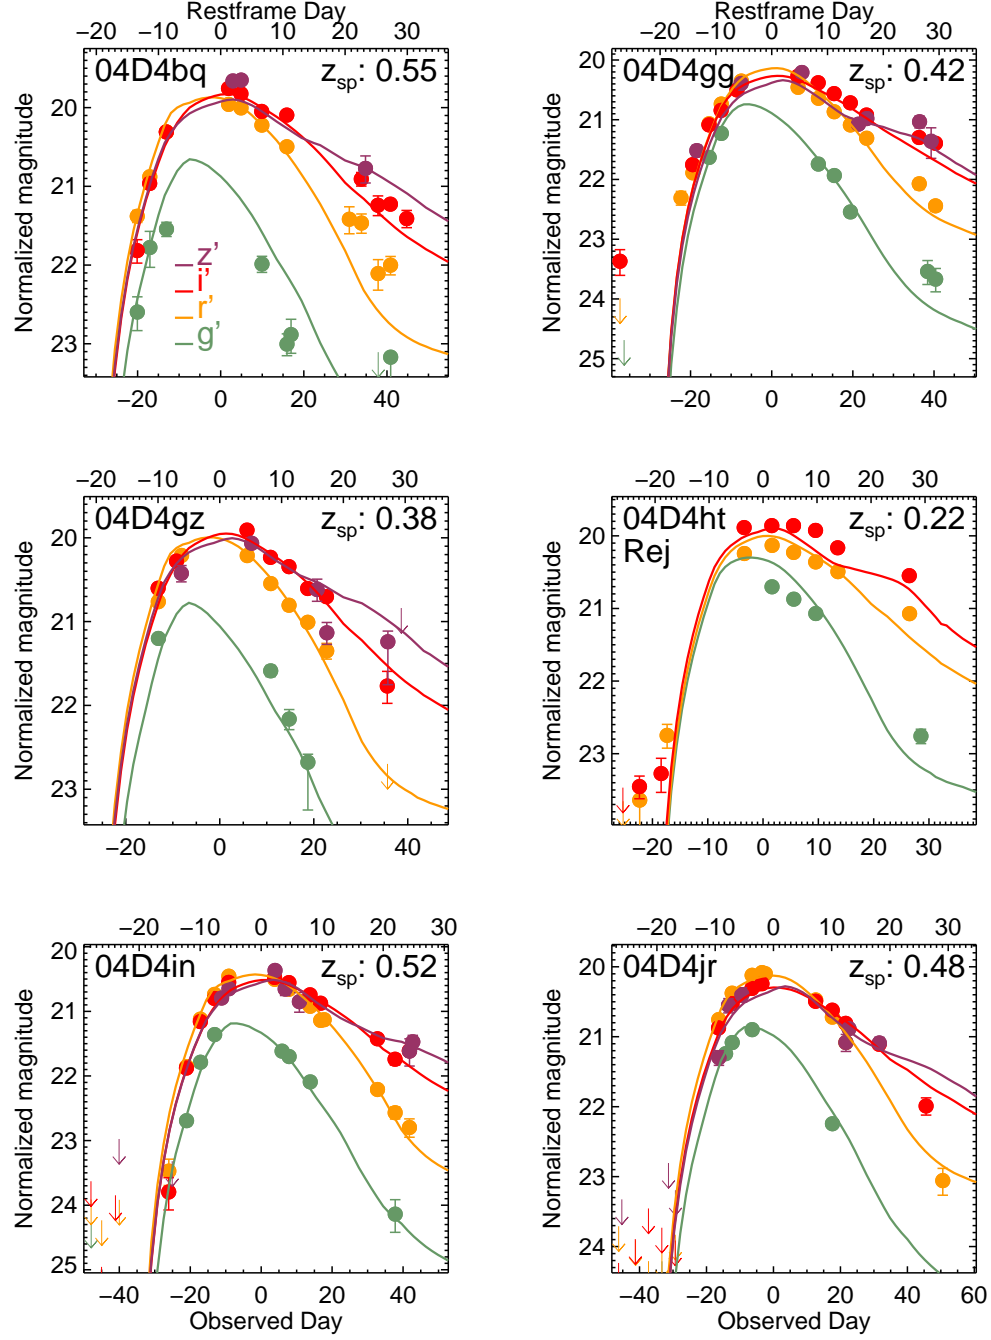 Restframe Day
Restframe Day
−20 −10 0 10 20 30
−20 −10 0 10 20 30
04D4bq z_sp: 0.55
04D4gg z_sp: 0.42
Normalized magnitude
20
21
22
23
z’
i’
r’
g’
−20 0 20 40
Normalized magnitude
20
21
22
23
24
25
−20 0 20 40
−20 −10 0 10 20 30
−20 −10 0 10 20 30
04D4gz z_sp: 0.38
04D4ht z_sp: 0.22
Rej
Normalized magnitude
20
21
22
23
−20 0 20 40
Normalized magnitude
20
21
22
23
−20 −10 0 10 20 30
−20 −10 0 10 20 30
−20 −10 0 10 20 30 40
04D4in z_sp: 0.52
04D4jr z_sp: 0.48
Normalized magnitude
20
21
22
23
24
25
−40 −20 0 20 40
Observed Day
Normalized magnitude
20
21
22
23
24
−40 −20 0 20 40 60
Observed Day